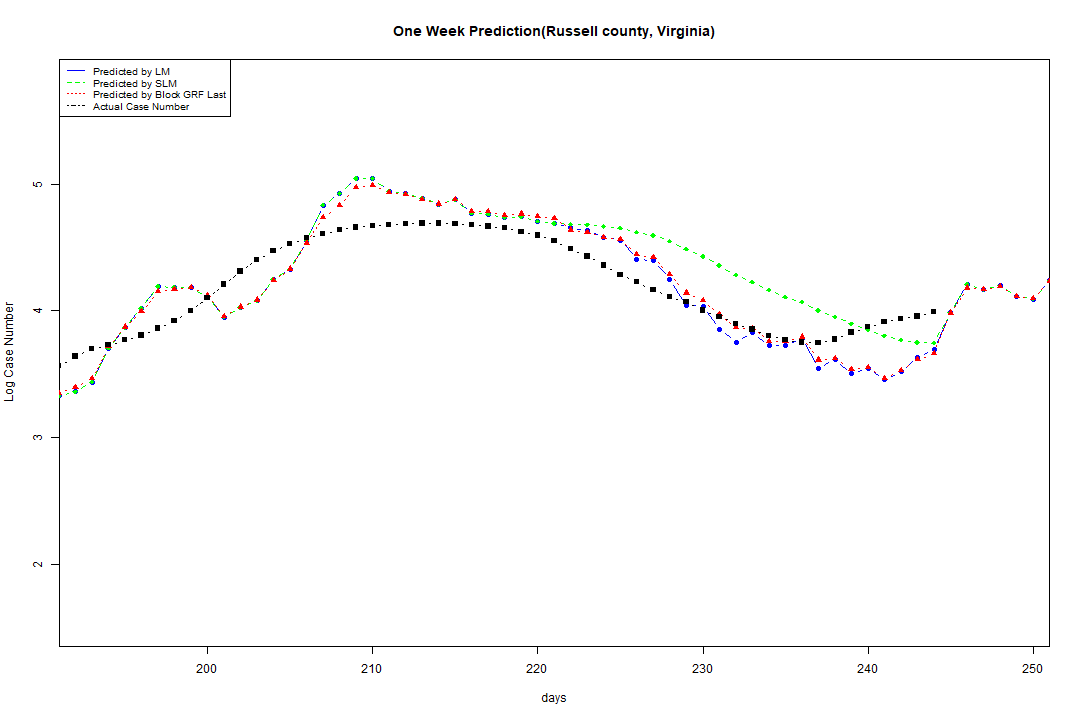 One Week Prediction(Russell county, Virginia)
Predicted by LM
Predicted by SLM
Predicted by Block GRF Last
Actual Case Number
5
4
3
2
Log Case Number
200 210 220 230 240 250
days